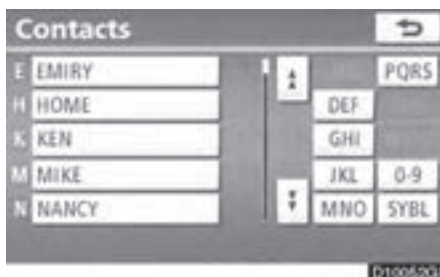 Contacts
E EMIRY PQRS
H HOME DEF
K KEN GHI
M MIKE JKL 0-9
N NANCY MNO SYBL